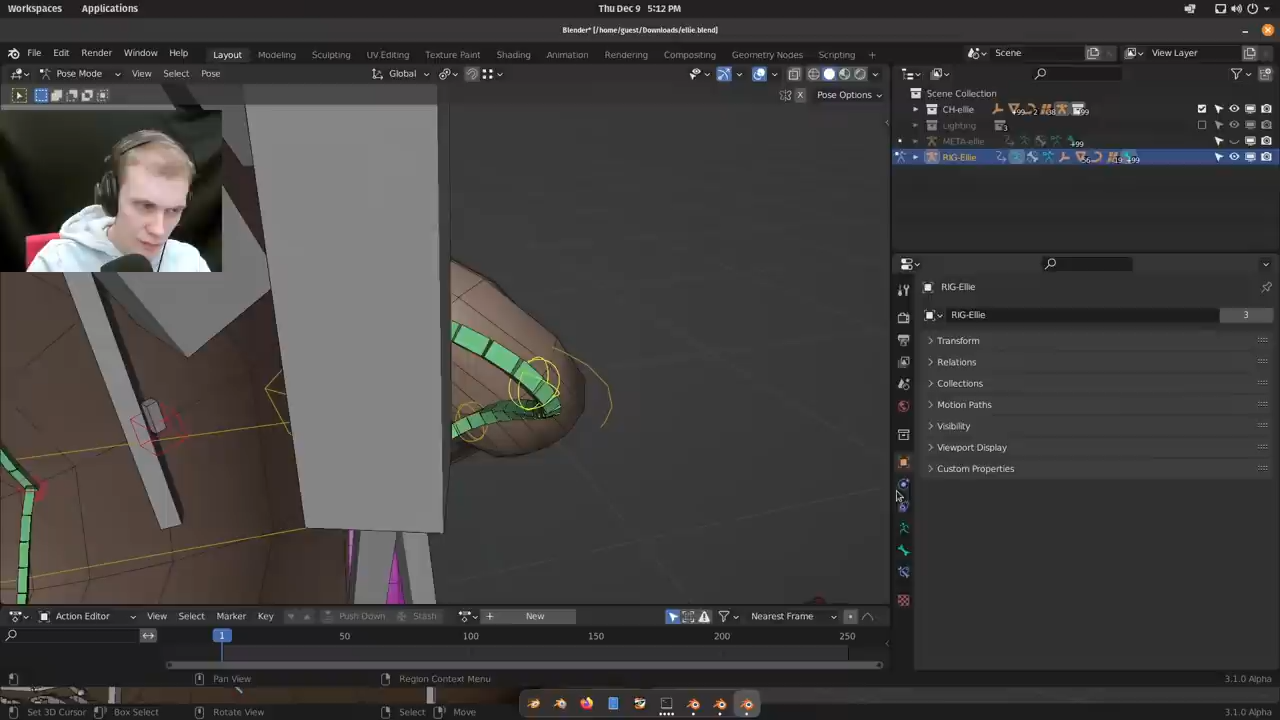 Workspaces Applications Thu Dec 9 5:12 PM
Blender* [/home/guest/Downloads/ellie.blend]
File Edit Render Window Help Layout Modeling Sculpting UV Editing Texture Paint Shading Animation Rendering Compositing Geometry Nodes Scripting + Scene View Layer
Pose Mode View Select Pose Global
X Pose Options
Scene Collection
CH-ellie
Lighting 3
META-ellie +99
RIG-Ellie
RIG-Ellie
RIG-Ellie 3
Transform
Relations
Collections
Motion Paths
Visibility
Viewport Display
Custom Properties
Action Editor View Select Marker Key Push Down Stash + New Nearest Frame
1 50 100 150 200 250
Pan View Region Context Menu 3.1.0 Alpha
Set 3D Cursor Box Select Rotate View Select Move 3.1.0 Alpha